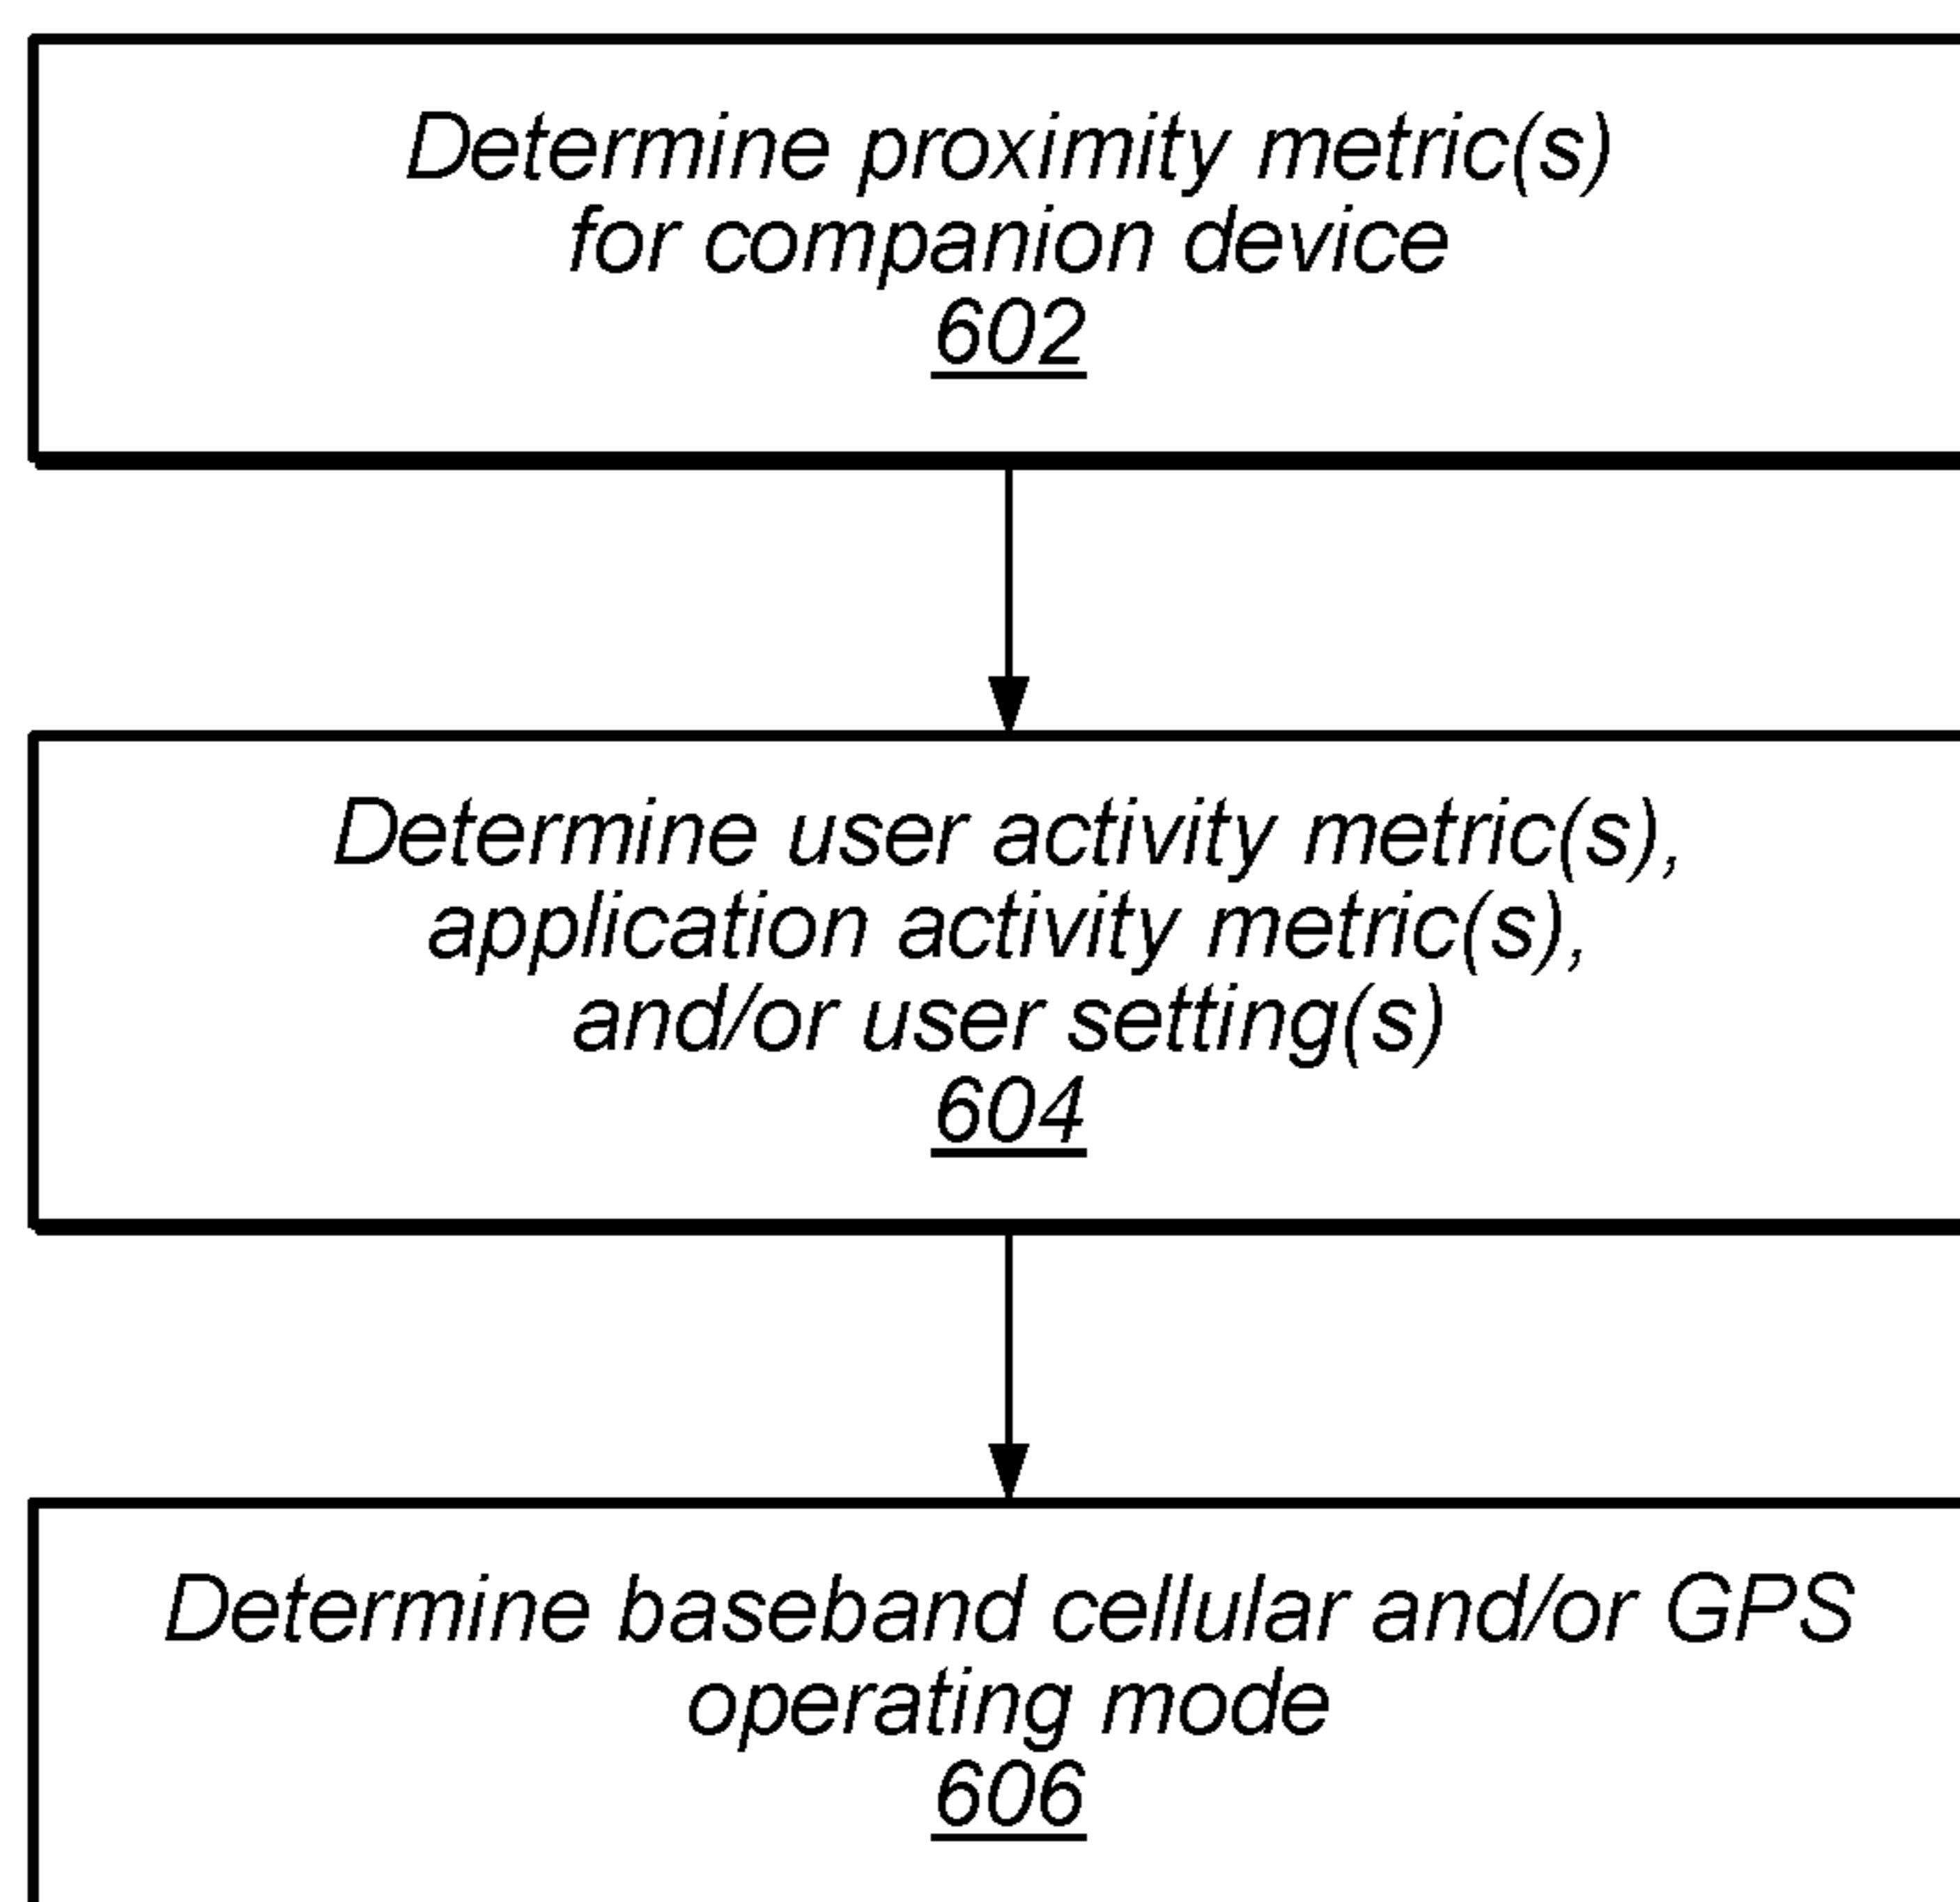 Determine proximity metric(s)
for companion device
602
Determine user activity metric(s),
application activity metric(s),
and/or user setting(s)
604
Determine baseband cellular and/or GPS
operating mode
606